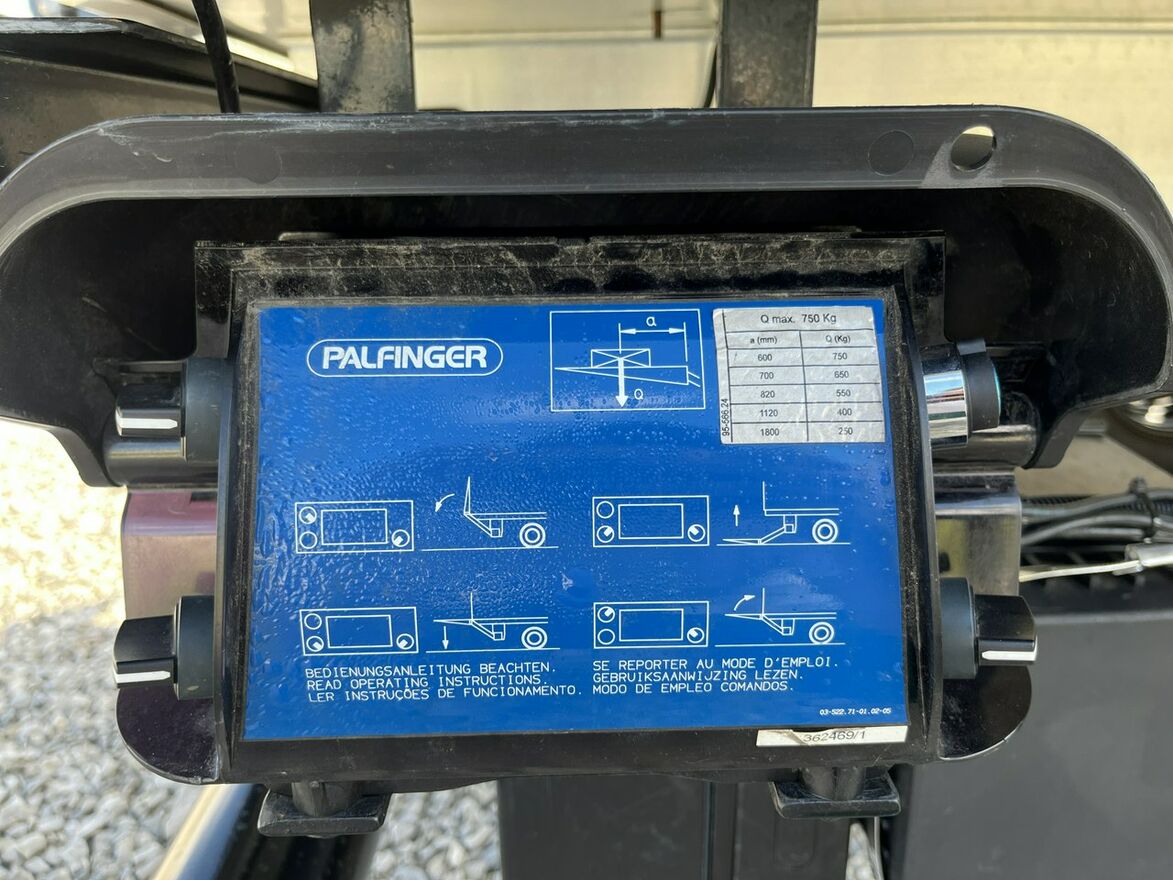 PALFINGER
a
Q
Q max. 750 Kg
a (mm) Q (Kg)
600 750
700 650
820 550
1120 400
1800 250
95-566.24
BEDIENUNGSANLEITUNG BEACHTEN.
READ OPERATING INSTRUCTIONS.
LER INSTRUÇÕES DE FUNCIONAMENTO.
SE REPORTER AU MODE D'EMPLOI.
GEBRUIKSAANWIJZING LEZEN.
MODO DE EMPLEO COMANDOS.
03-522.71-01.02-05
362469/1